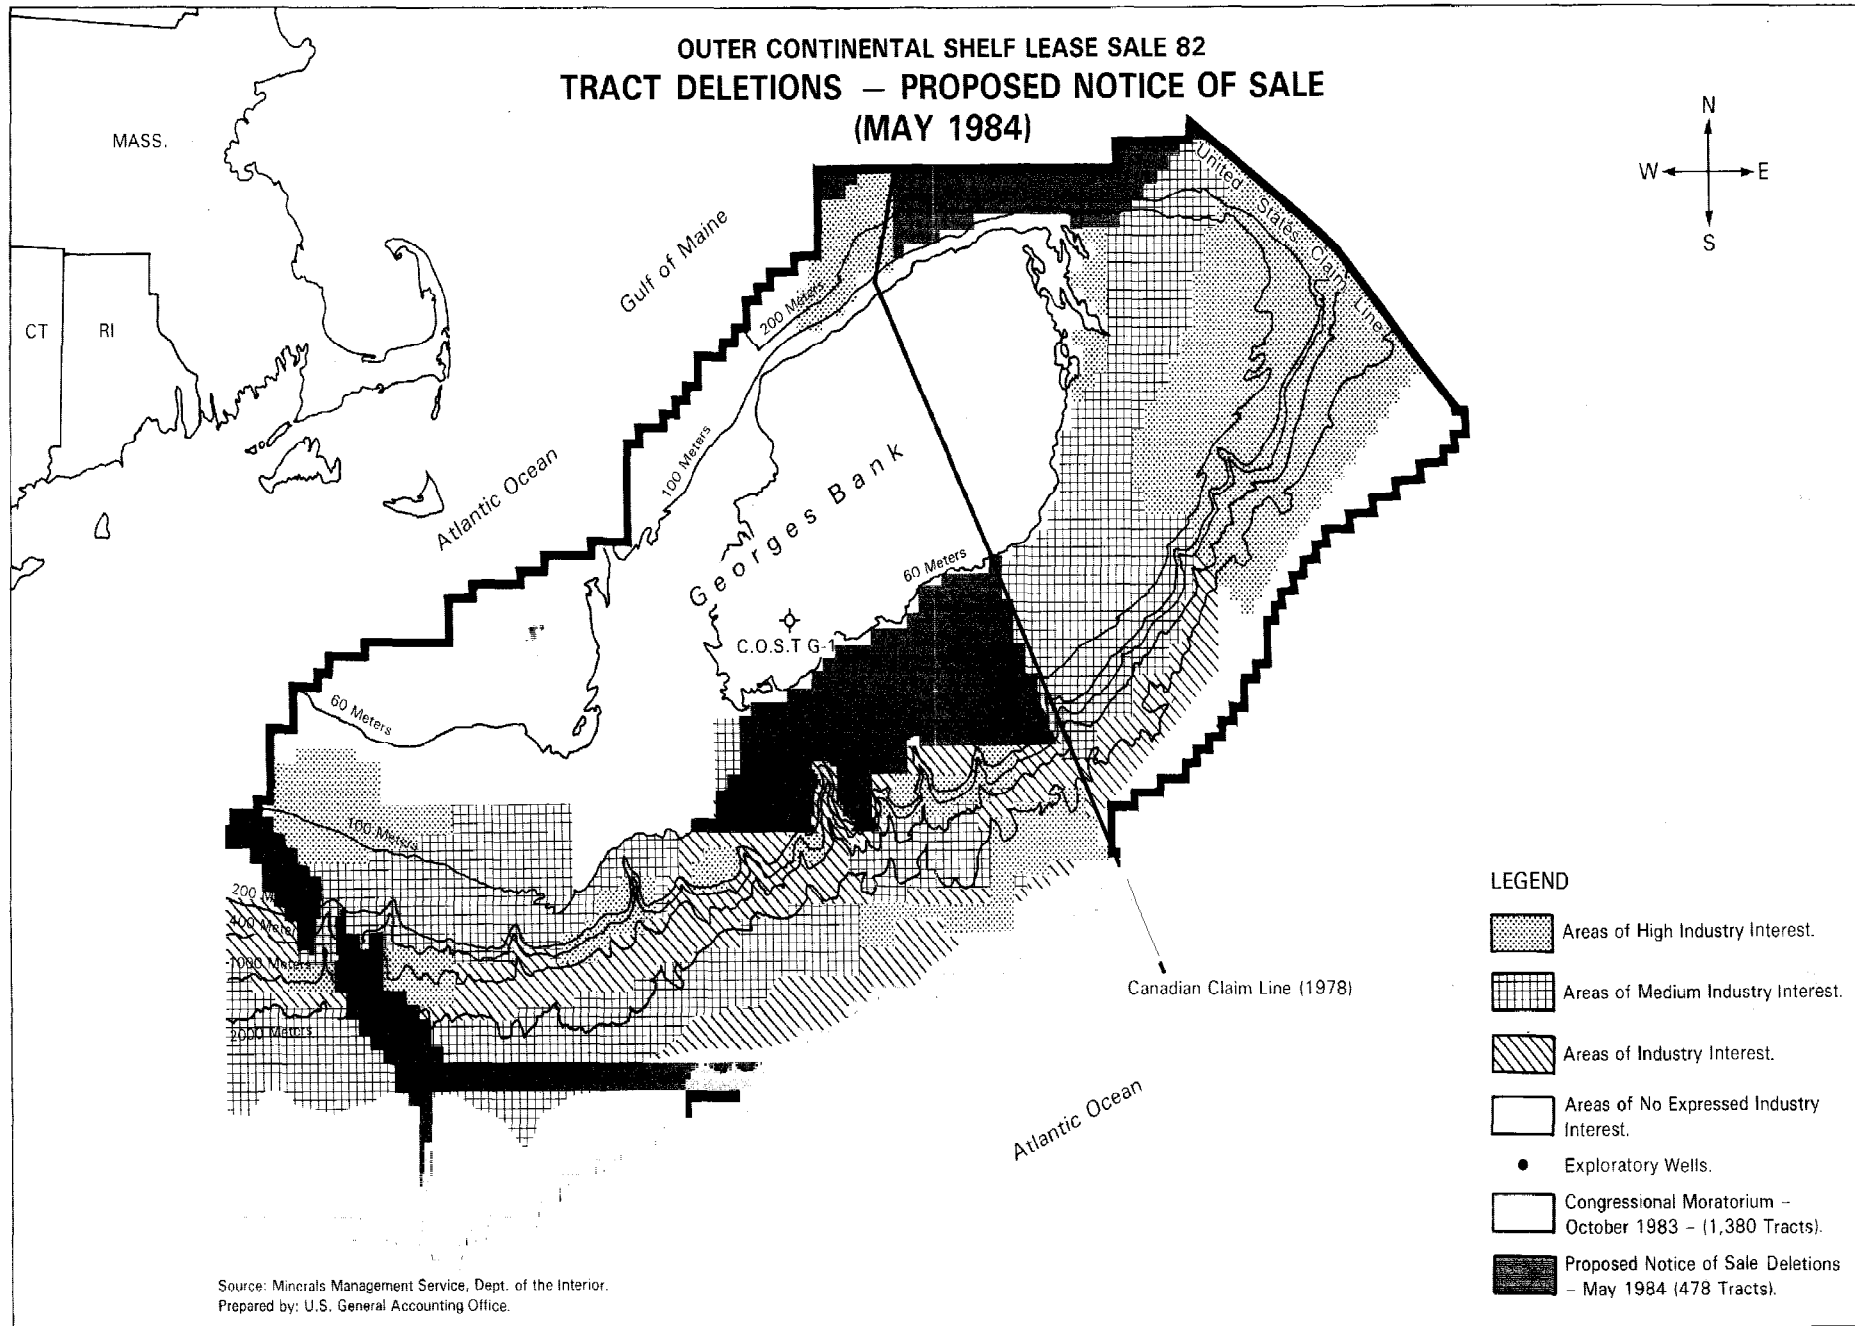 OUTER CONTINENTAL SHELF LEASE SALE 82
TRACT DELETIONS — PROPOSED NOTICE OF SALE
(MAY 1984)
N
W
E
S
MASS.
CT
RI
Gulf of Maine
United States Claim Line
200 Meters
100 Meters
Atlantic Ocean
Georges Bank
60 Meters
C.O.S.T G-1
60 Meters
100 Meters
200 M
400 Meters
1000 Meters
2000 Meters
Canadian Claim Line (1978)
Atlantic Ocean
LEGEND
Areas of High Industry Interest.
Areas of Medium Industry Interest.
Areas of Industry Interest.
Areas of No Expressed Industry
Interest.
Exploratory Wells.
Congressional Moratorium –
October 1983 – (1,380 Tracts).
Proposed Notice of Sale Deletions
– May 1984 (478 Tracts).
Source: Minerals Management Service, Dept. of the Interior.
Prepared by: U.S. General Accounting Office.